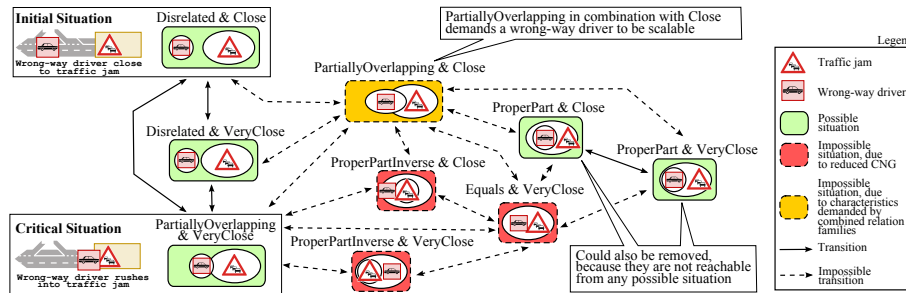 Initial Situation
Wrong-way driver close
to traffic jam
Disrelated & Close
PartiallyOverlapping in combination with Close
demands a wrong-way driver to be scalable
PartiallyOverlapping & Close
Disrelated & VeryClose
ProperPart & Close
ProperPart & VeryClose
ProperPartInverse & Close
Equals & VeryClose
Critical Situation
Wrong-way driver rushes
into traffic jam
PartiallyOverlapping
& VeryClose
ProperPartInverse & VeryClose
Could also be removed,
because they are not reachable
from any possible situation
Legen
Traffic jam
Wrong-way driver
Possible
situation
Impossible
situation, due
to reduced CNG
Impossible
situation, due
to characteristics
demanded by
combined relation
families
Transition
Impossible
transition